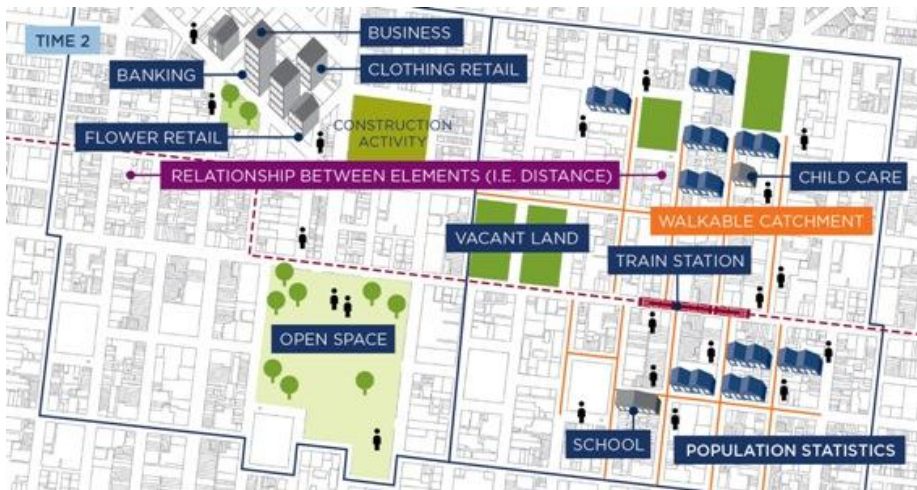 TIME 2
BUSINESS
BANKING
CLOTHING RETAIL
FLOWER RETAIL
CONSTRUCTION
ACTIVITY
RELATIONSHIP BETWEEN ELEMENTS (I.E. DISTANCE)
CHILD CARE
WALKABLE CATCHMENT
VACANT LAND
TRAIN STATION
OPEN SPACE
SCHOOL
POPULATION STATISTICS